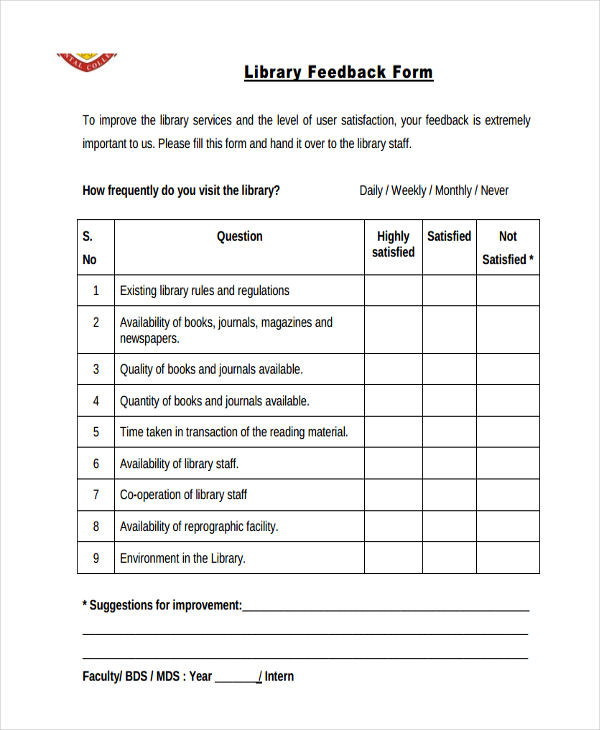 STAL COLLE
Library Feedback Form
To improve the library services and the level of user satisfaction, your feedback is extremely
important to us. Please fill this form and hand it over to the library staff.
How frequently do you visit the library? Daily / Weekly / Monthly / Never
S. No Question Highly satisfied Satisfied Not Satisfied *
1 Existing library rules and regulations
2 Availability of books, journals, magazines and
newspapers.
3 Quality of books and journals available.
4 Quantity of books and journals available.
5 Time taken in transaction of the reading material.
6 Availability of library staff.
7 Co-operation of library staff
8 Availability of reprographic facility.
9 Environment in the Library.
* Suggestions for improvement:
Faculty/ BDS / MDS : Year _______/ Intern